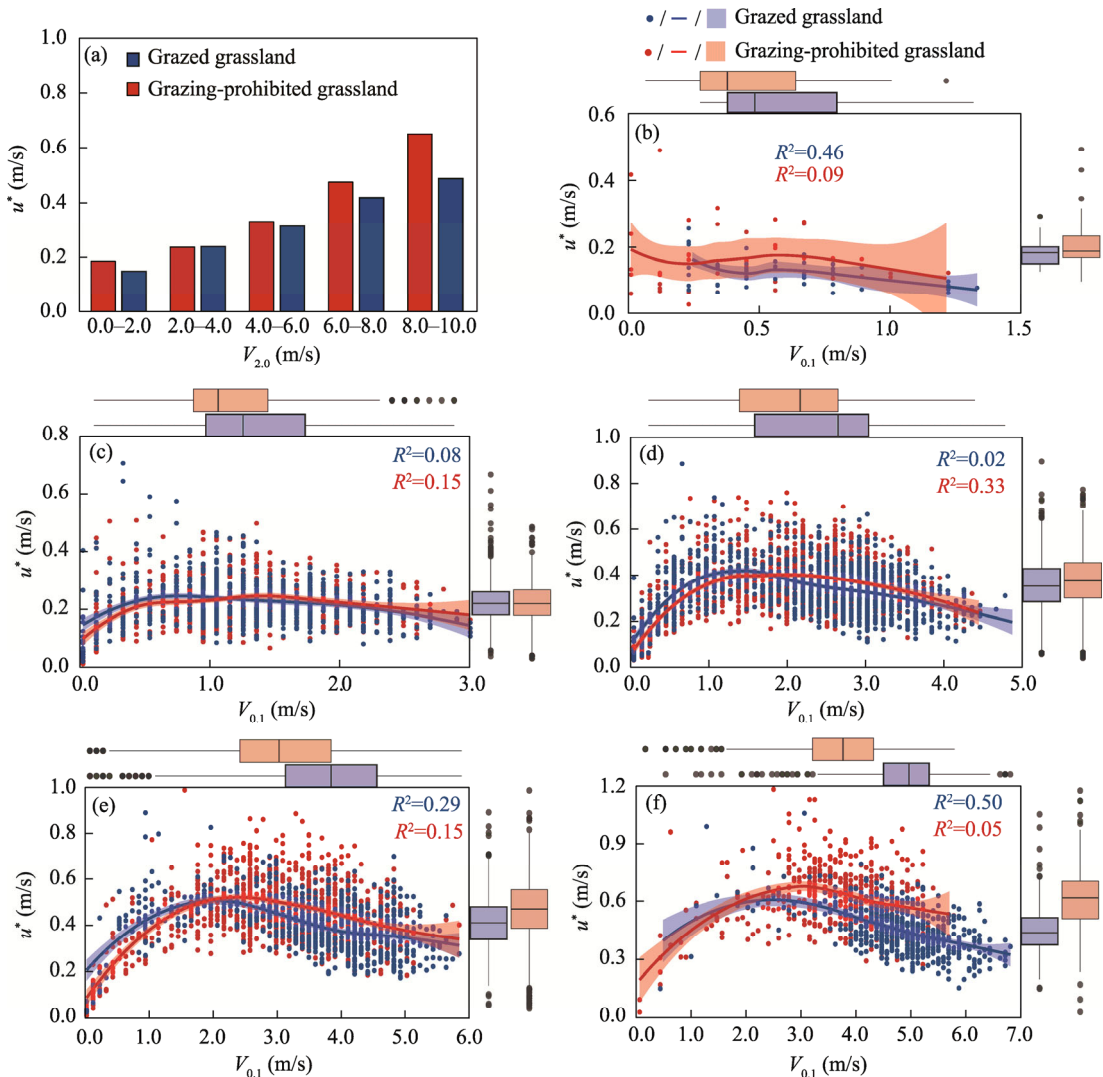 (a)
Grazed grassland
Grazing-prohibited grassland
u* (m/s)
1.0
0.8
0.6
0.4
0.2
0.0
0.0–2.0 2.0–4.0 4.0–6.0 6.0–8.0 8.0–10.0
V2.0 (m/s)
/ – / Grazed grassland
/ – / Grazing-prohibited grassland
(b)
R²=0.46
R²=0.09
u* (m/s)
0.6
0.4
0.2
0.0
0.0 0.5 1.0 1.5
V0.1 (m/s)
(c)
R²=0.08
R²=0.15
u* (m/s)
0.8
0.6
0.4
0.2
0.0
0.0 1.0 2.0 3.0
V0.1 (m/s)
(d)
R²=0.02
R²=0.33
u* (m/s)
1.0
0.8
0.6
0.4
0.2
0.0
0.0 1.0 2.0 3.0 4.0 5.0
V0.1 (m/s)
(e)
R²=0.29
R²=0.15
u* (m/s)
1.0
0.8
0.6
0.4
0.2
0.0
0.0 1.0 2.0 3.0 4.0 5.0 6.0
V0.1 (m/s)
(f)
R²=0.50
R²=0.05
u* (m/s)
1.2
0.9
0.6
0.3
0.0
0.0 1.0 2.0 3.0 4.0 5.0 6.0 7.0
V0.1 (m/s)